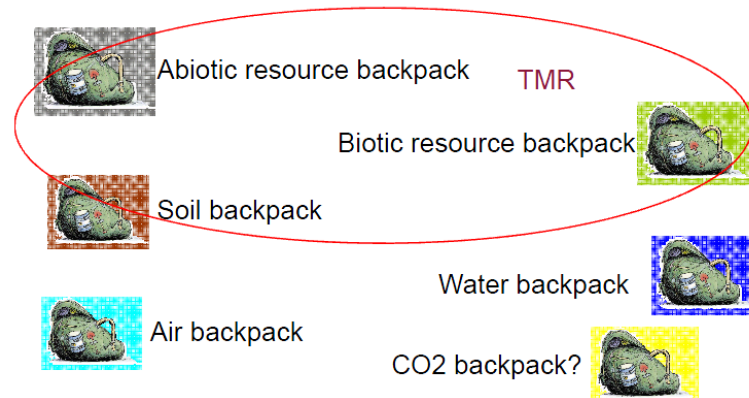 Abiotic resource backpack
TMR
Biotic resource backpack
Soil backpack
Water backpack
Air backpack
CO2 backpack?